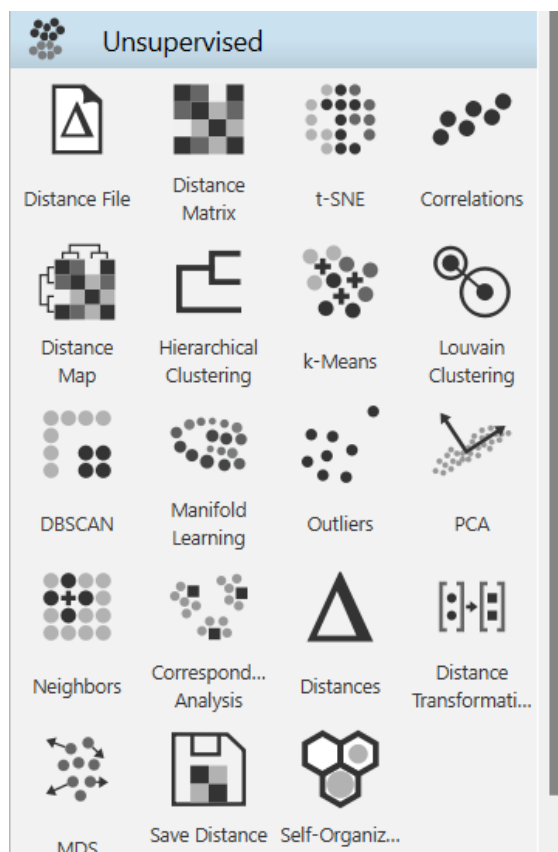 Unsupervised
Distance File
Distance
Matrix
t-SNE
Correlations
Distance
Map
Hierarchical
Clustering
k-Means
Louvain
Clustering
DBSCAN
Manifold
Learning
Outliers
PCA
Neighbors
Correspond...
Analysis
Distances
Distance
Transformati...
MDS
Save Distance
Self-Organiz...